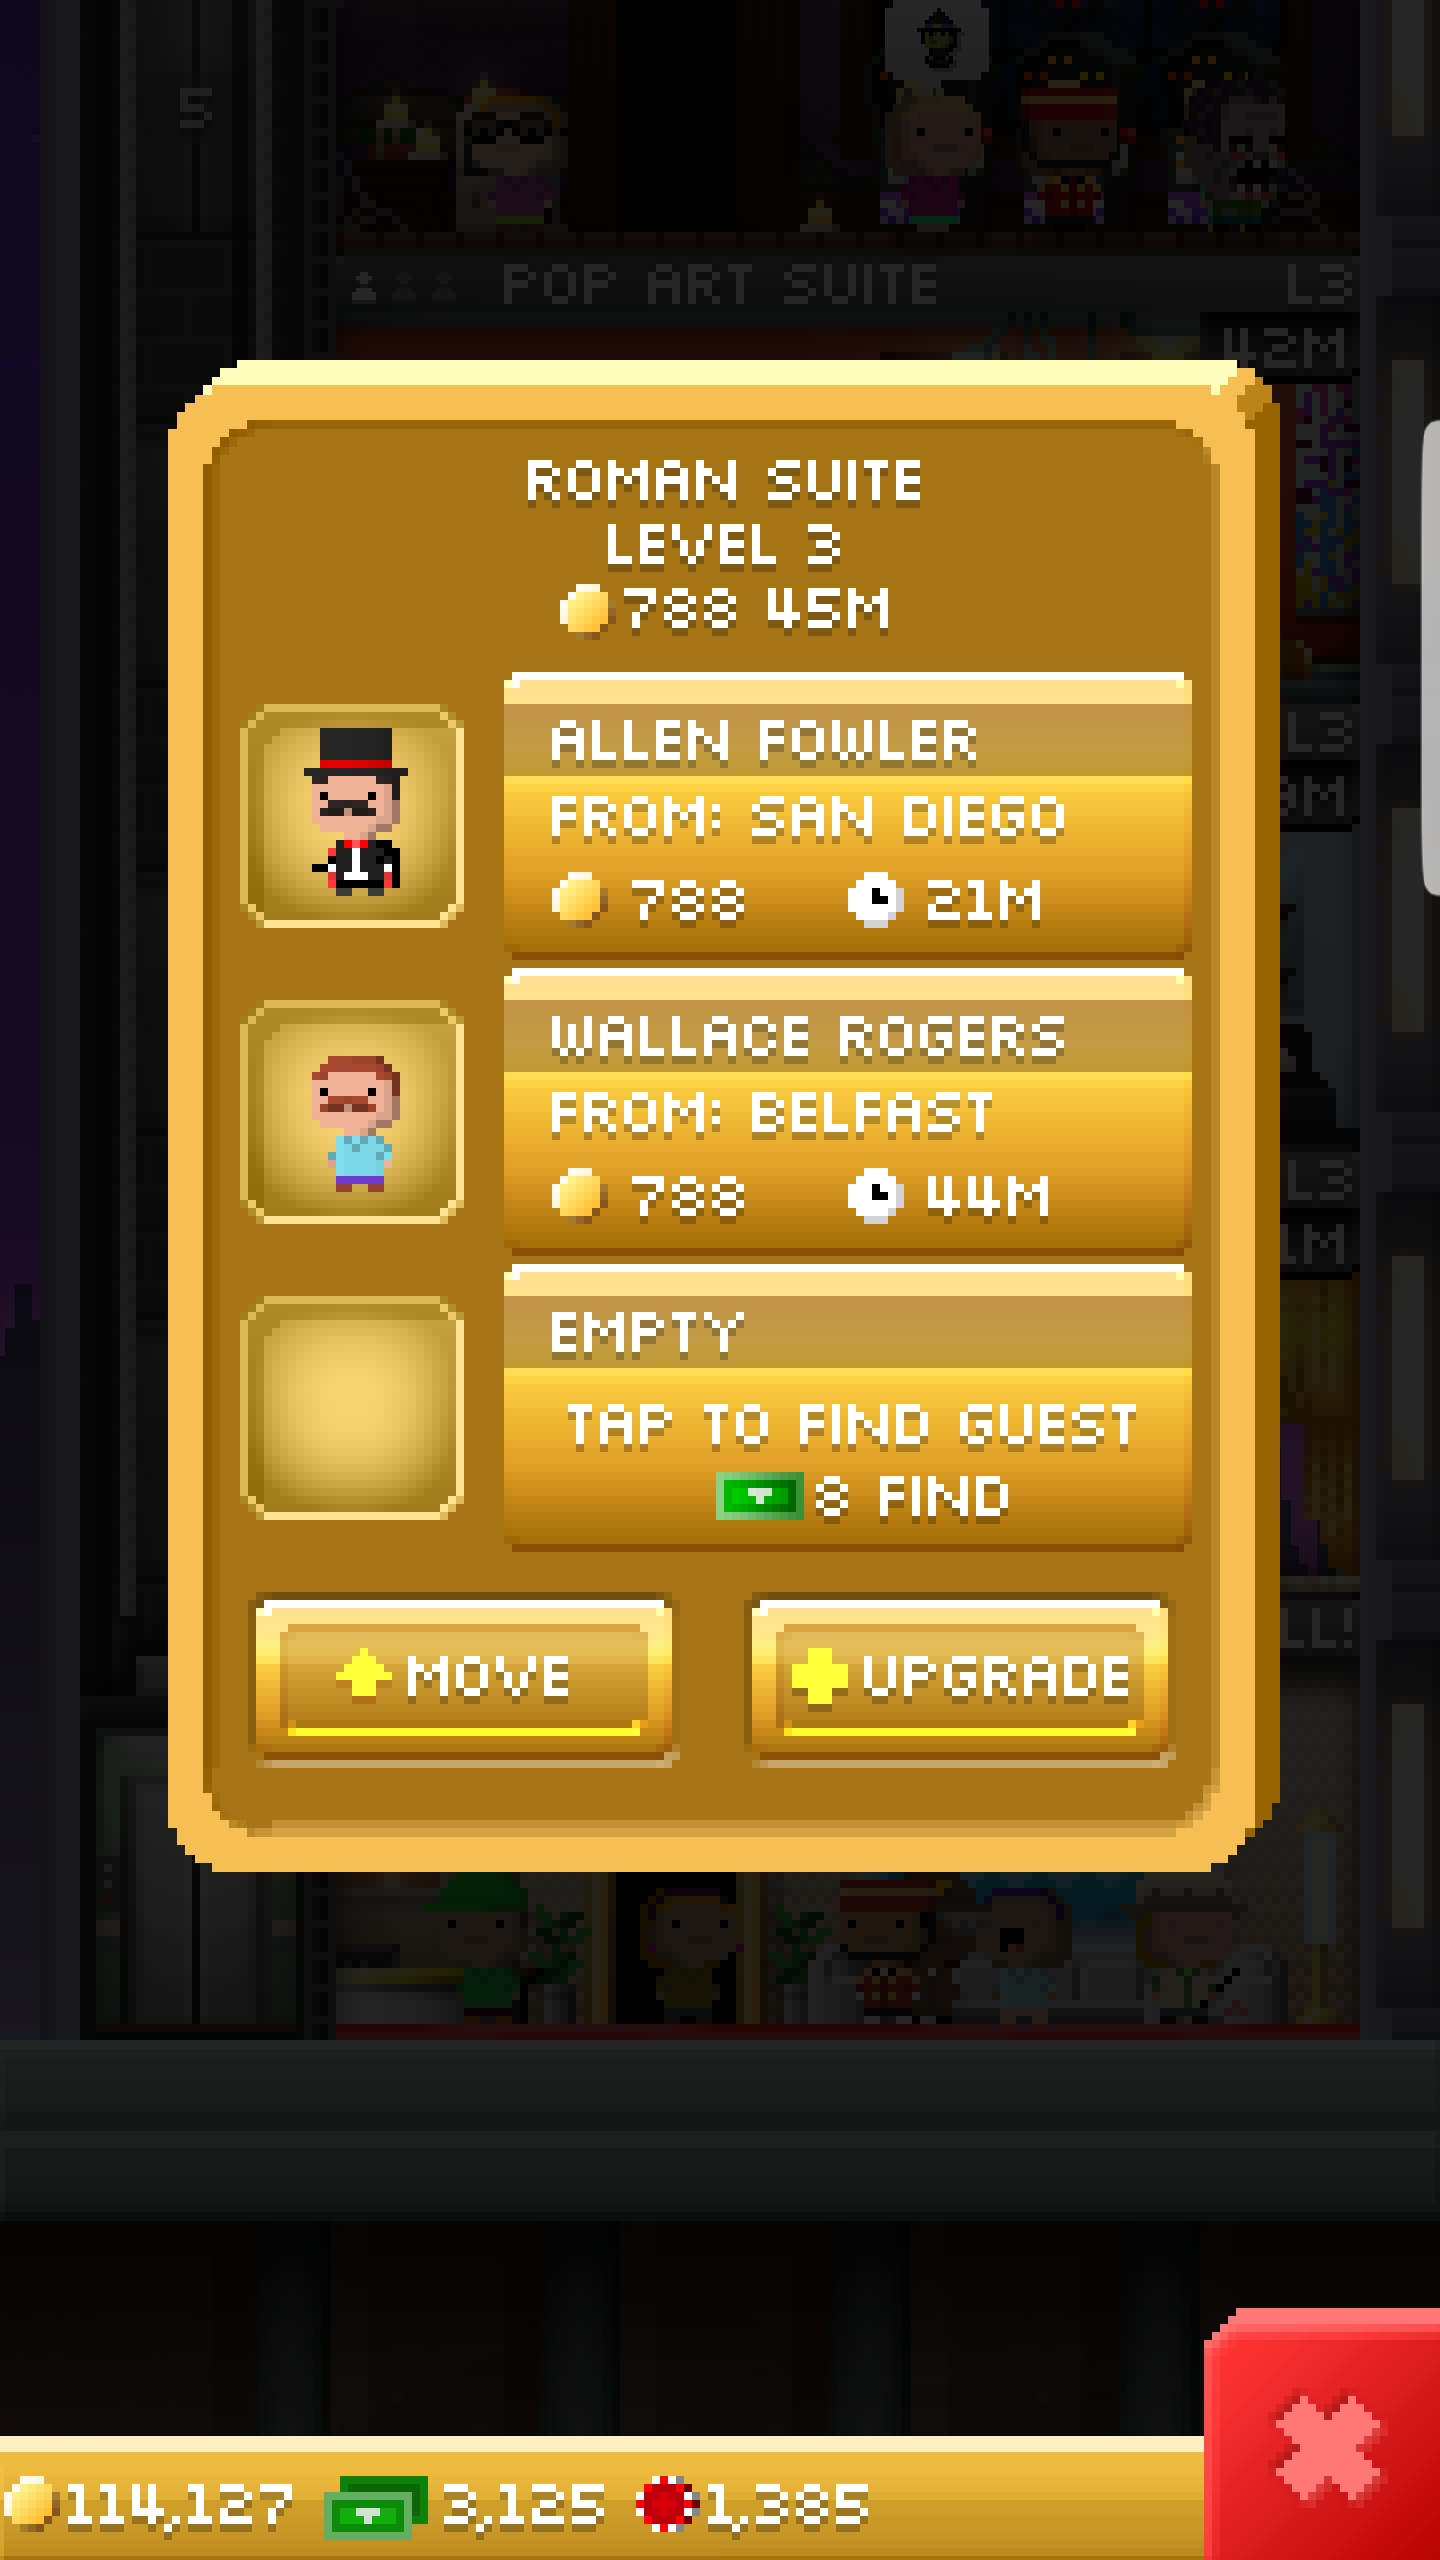 5
POP ART SUITE L3
42M
ROMAN SUITE
LEVEL 3
788 45M
ALLEN FOWLER
FROM: SAN DIEGO
788 21M
L3
WALLACE ROGERS
FROM: BELFAST
788 44M
L3
EMPTY
TAP TO FIND GUEST
8 FIND
MOVE UPGRADE
114,127 3,125 1,385